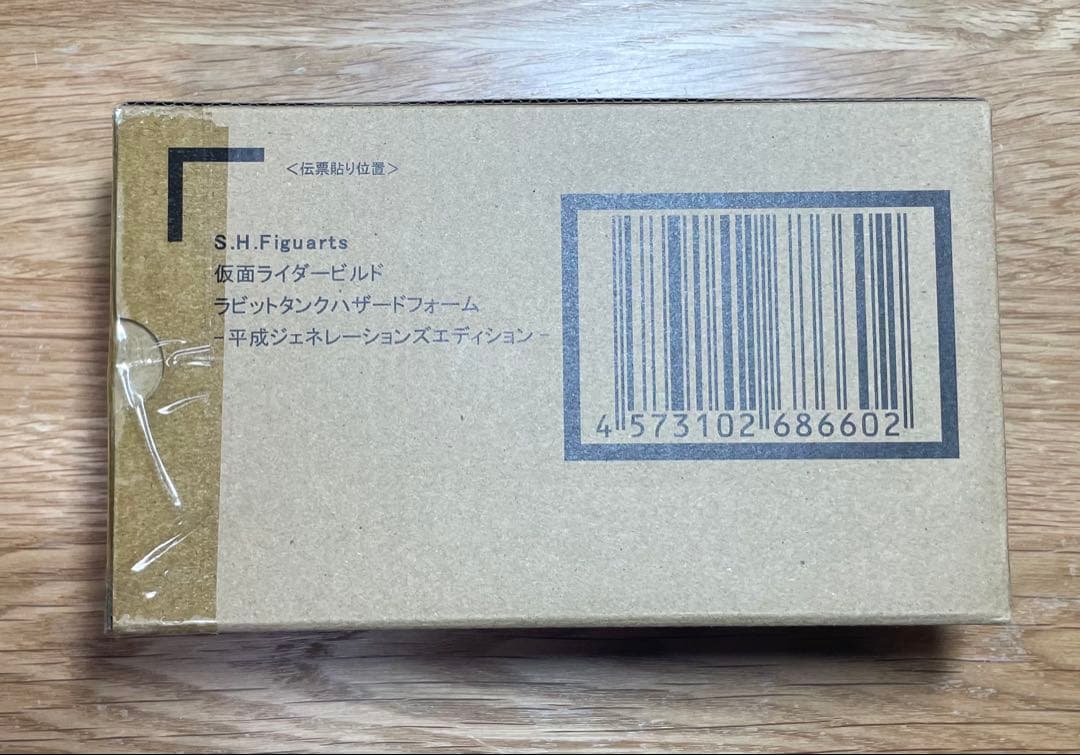 ＜伝票貼り位置＞
S.H.Figuarts
仮面ライダービルド
ラビットタンクハザードフォーム
-平成ジェネレーションズエディション-
4 573102 686602